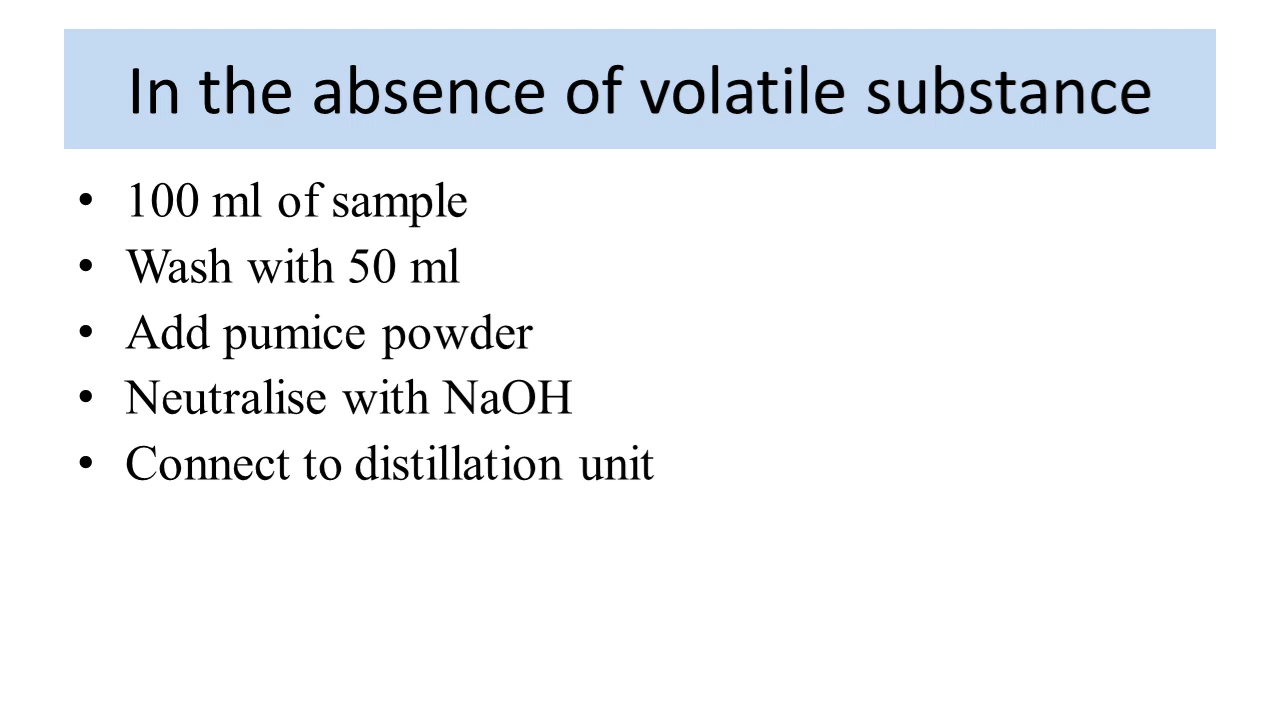 In the absence of volatile substance
• 100 ml of sample
• Wash with 50 ml
• Add pumice powder
• Neutralise with NaOH
• Connect to distillation unit